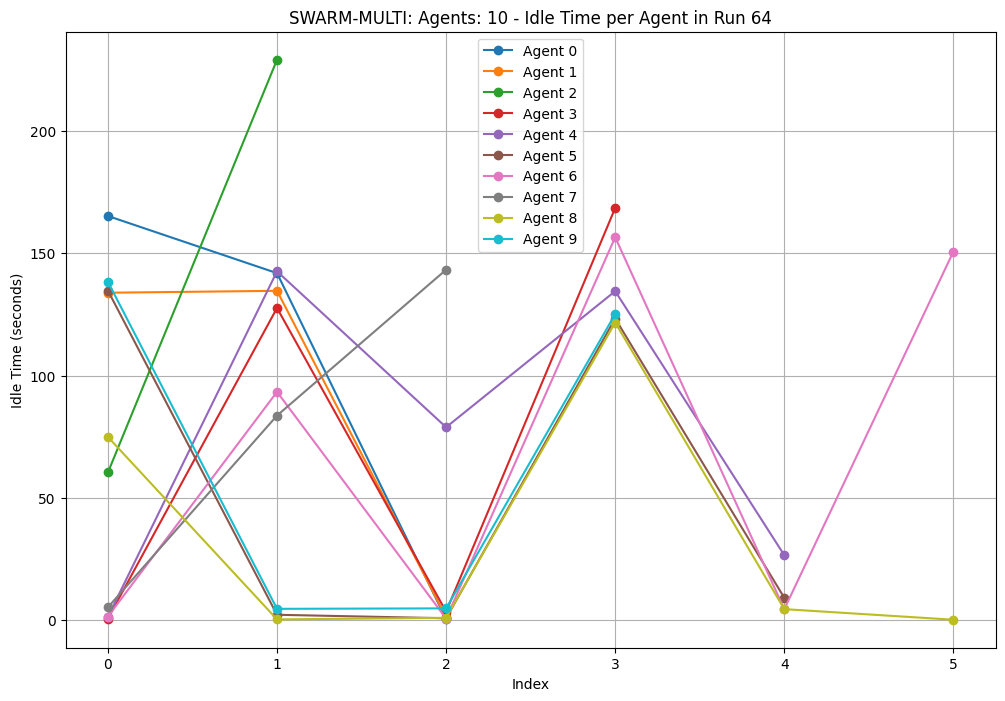 SWARM-MULTI: Agents: 10 - Idle Time per Agent in Run 64
Agent 0
Agent 1
Agent 2
Agent 3
Agent 4
Agent 5
Agent 6
Agent 7
Agent 8
Agent 9
Idle Time (seconds)
200
150
100
50
0
0 1 2 3 4 5
Index